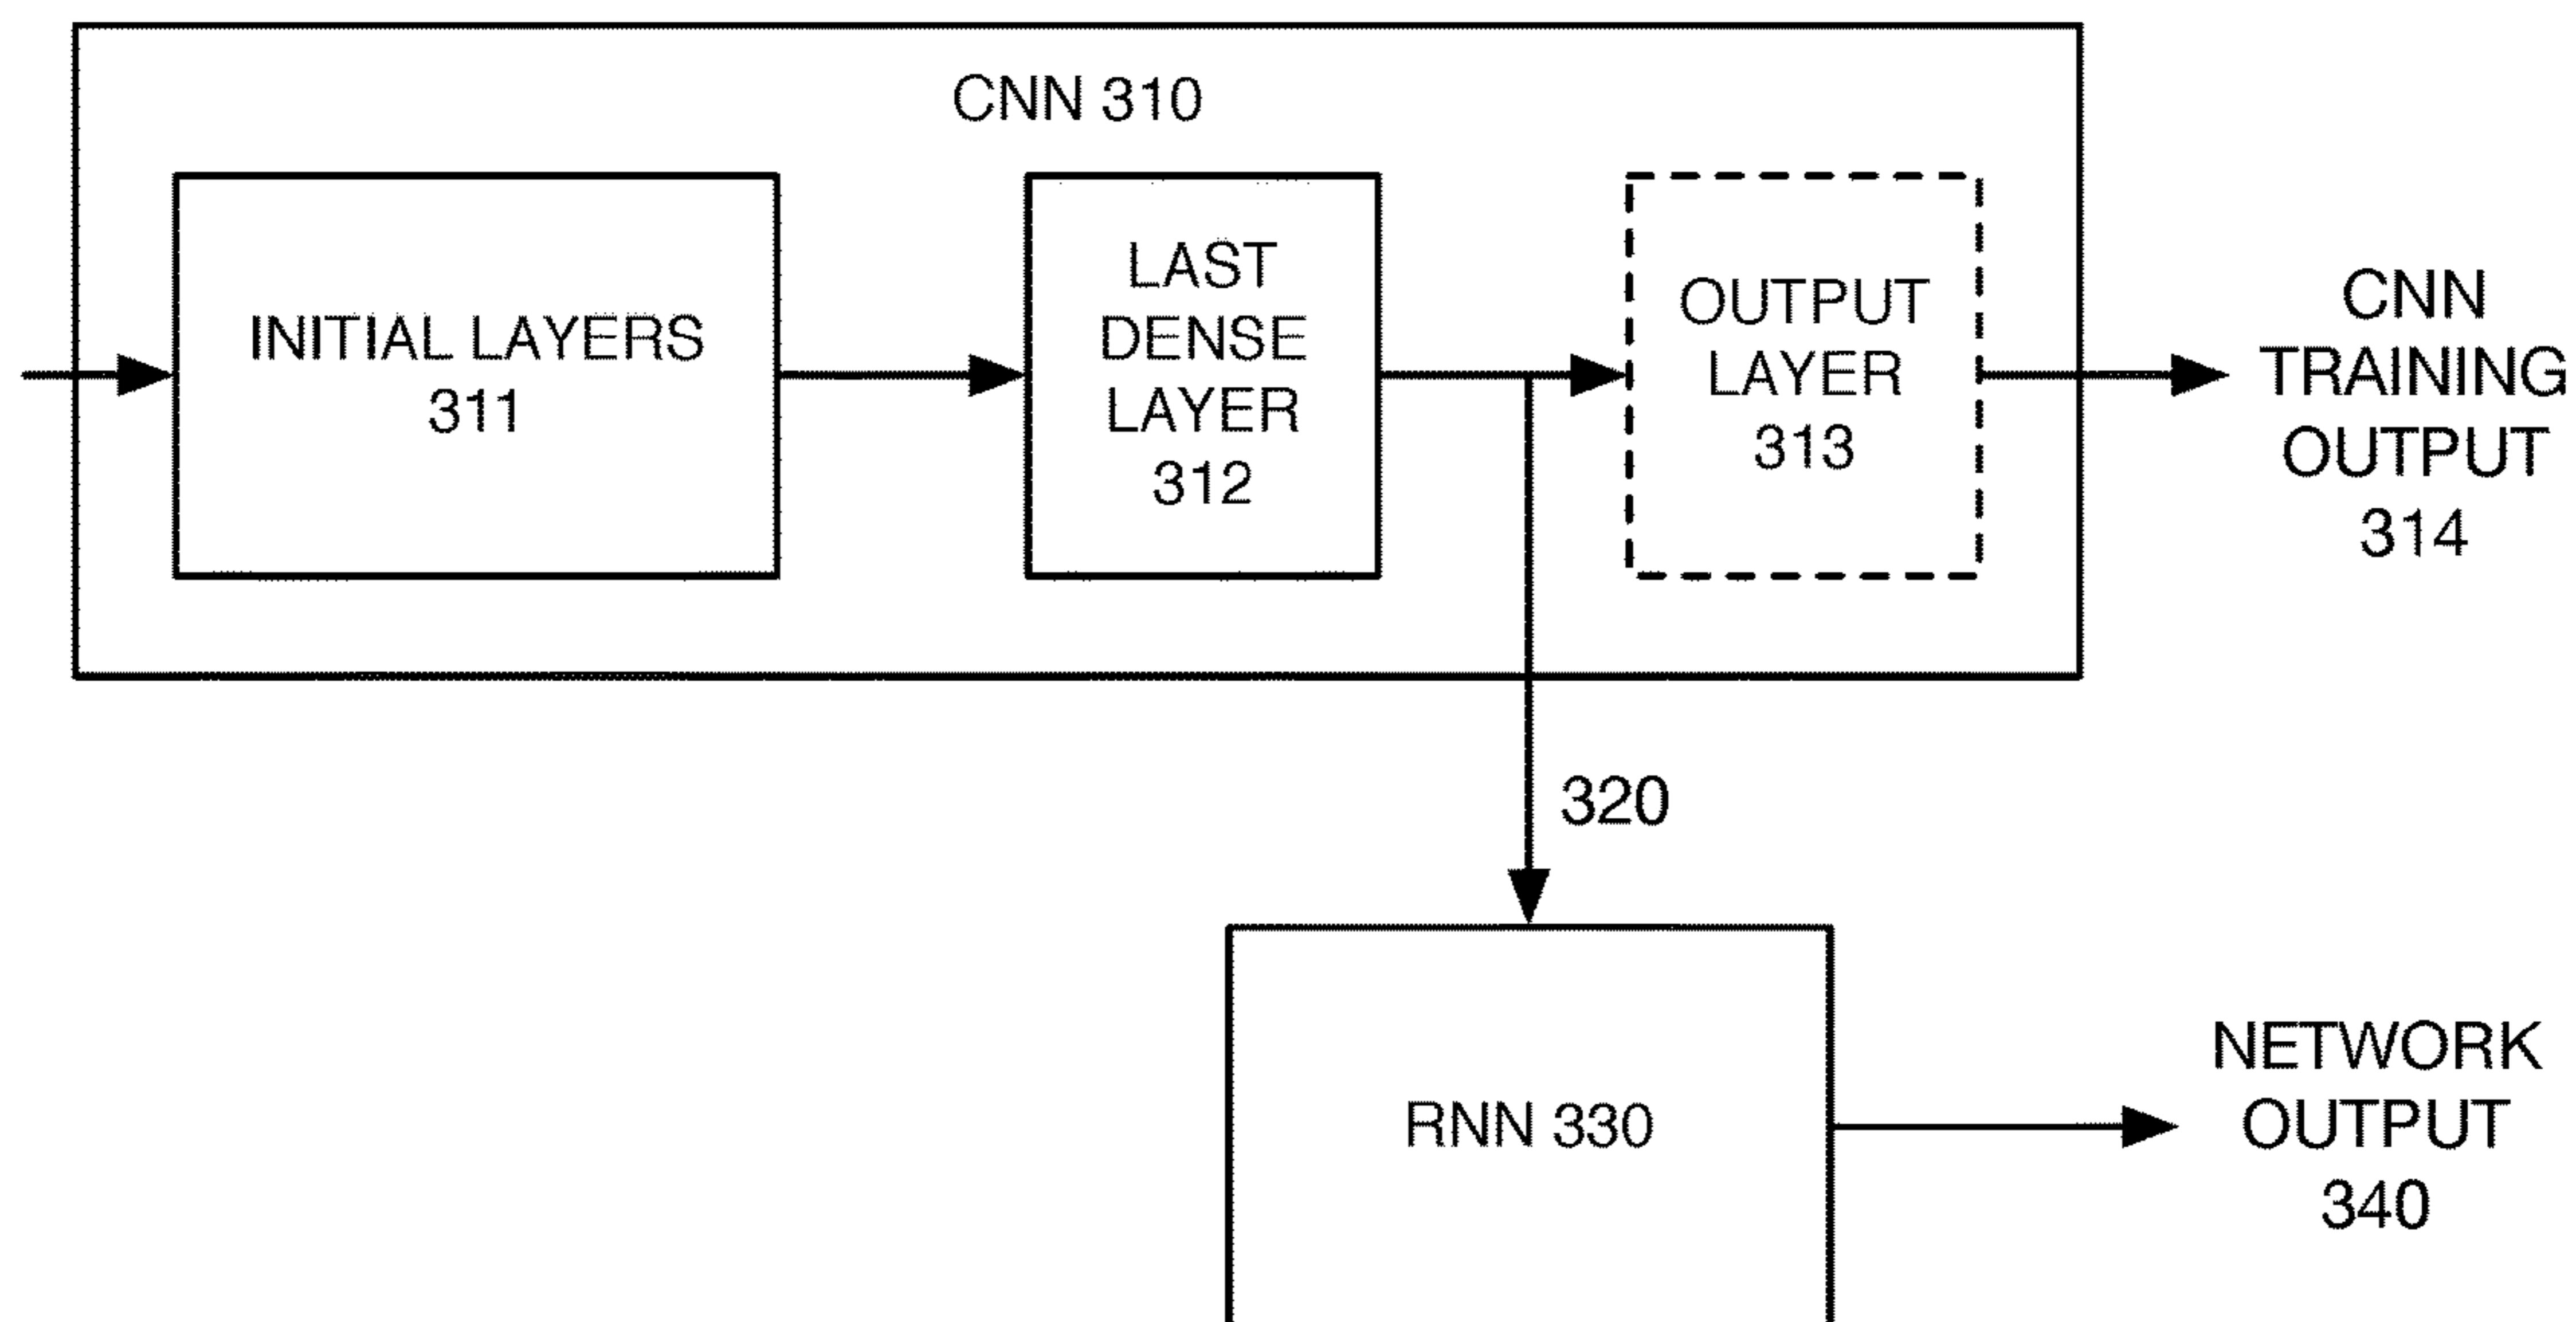 CNN 310
INITIAL LAYERS
311
LAST
DENSE
LAYER
312
OUTPUT
LAYER
313
CNN
TRAINING
OUTPUT
314
320
RNN 330
NETWORK
OUTPUT
340